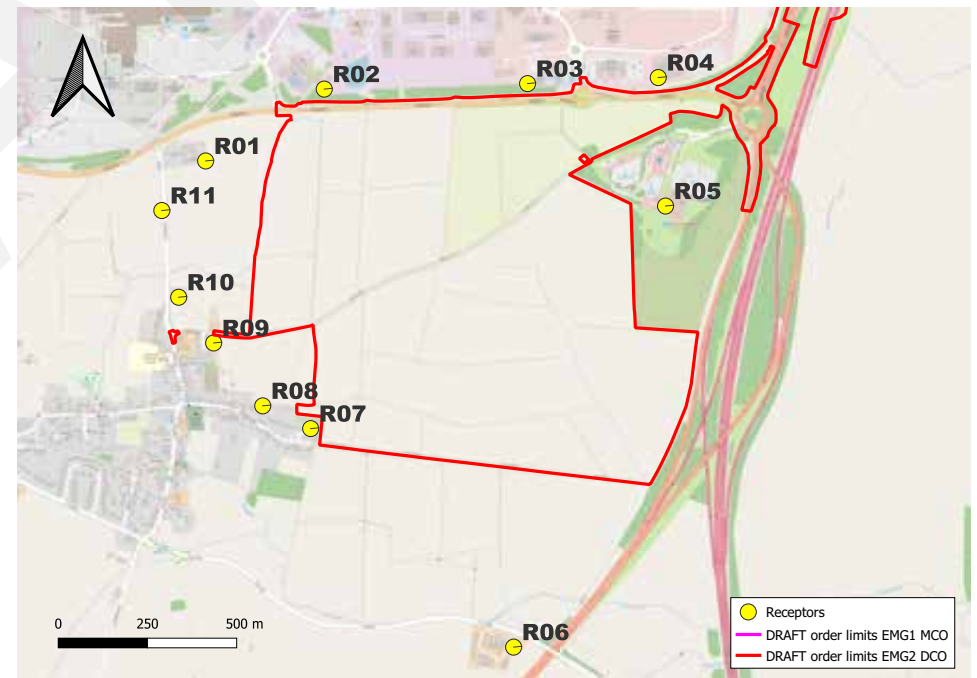 R02
R03
R04
R01
R11
R05
R10
R09
R08
R07
R06
0 250 500 m
Receptors
DRAFT order limits EMG1 MCO
DRAFT order limits EMG2 DCO